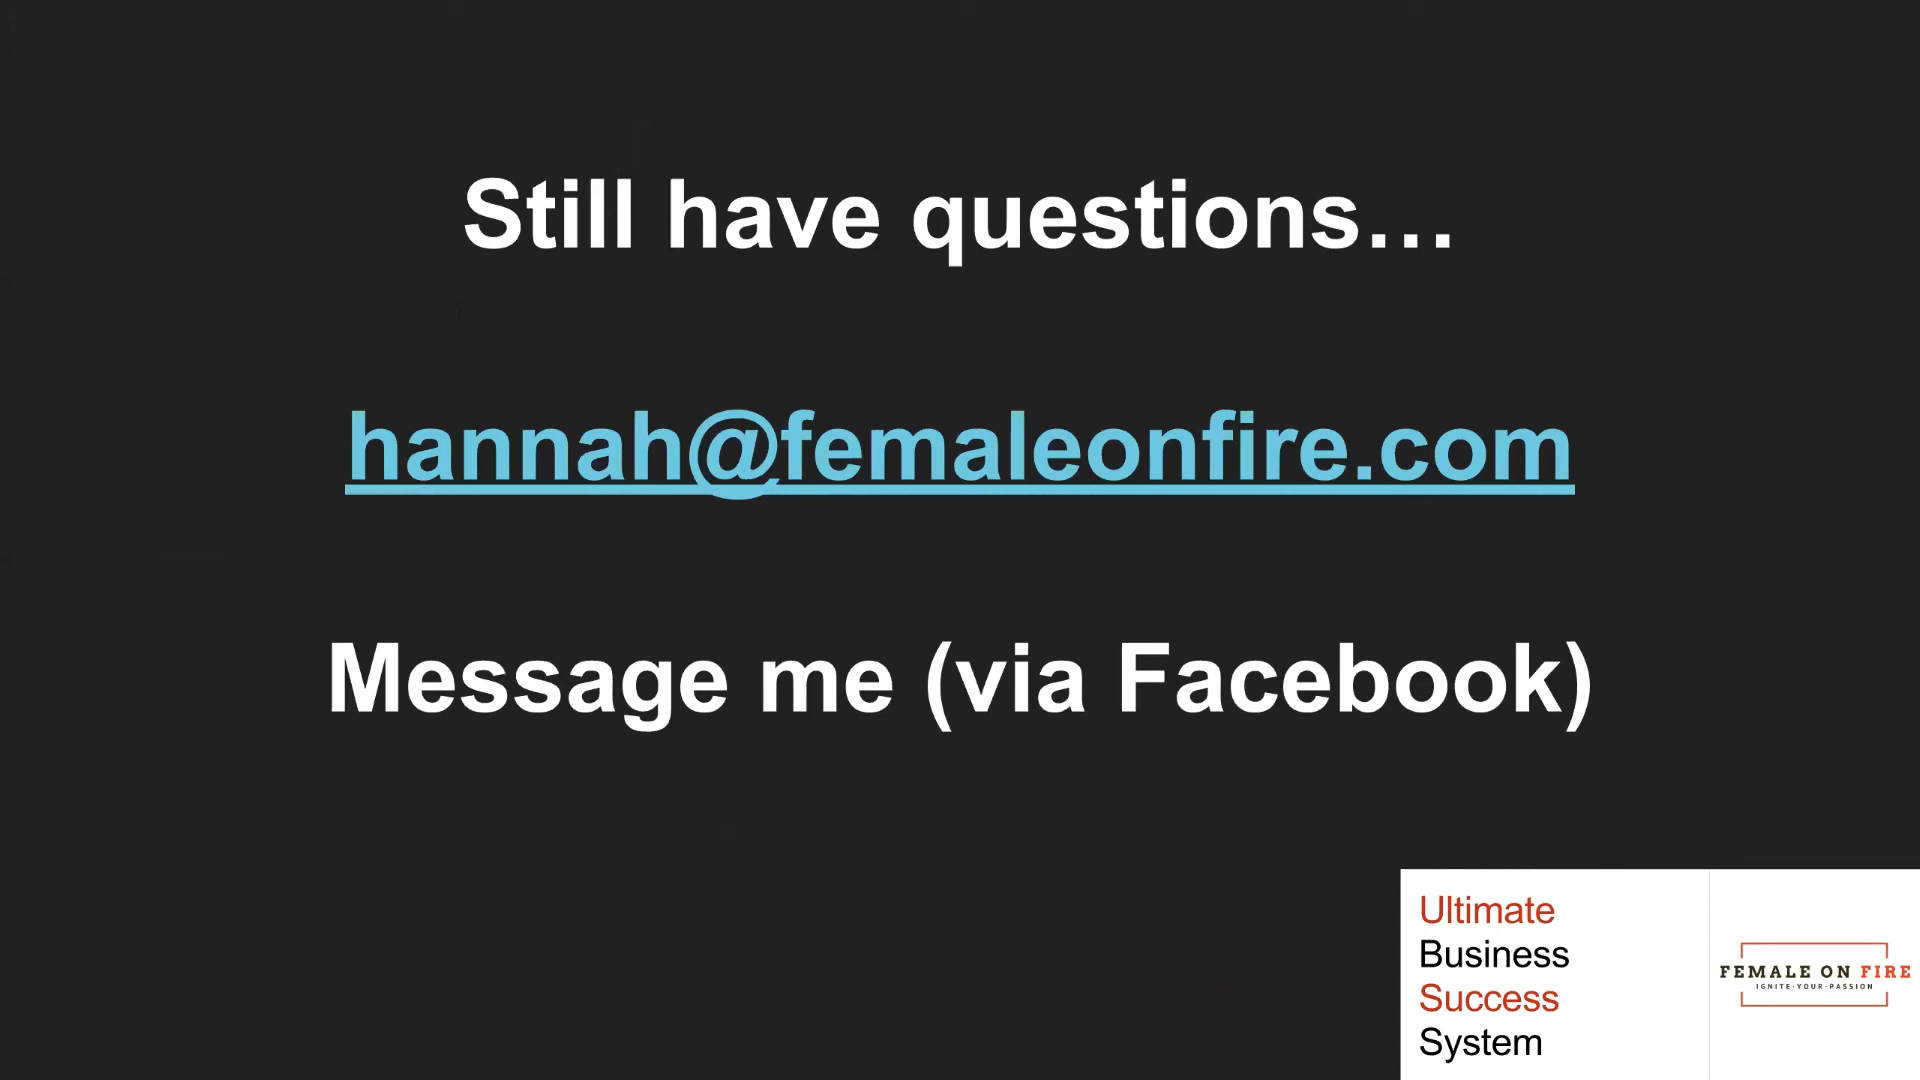 Still have questions…
hannah@femaleonfire.com
Message me (via Facebook)
Ultimate
Business
Success
System
FEMALE ON FIRE
IGNITE·YOUR·PASSION